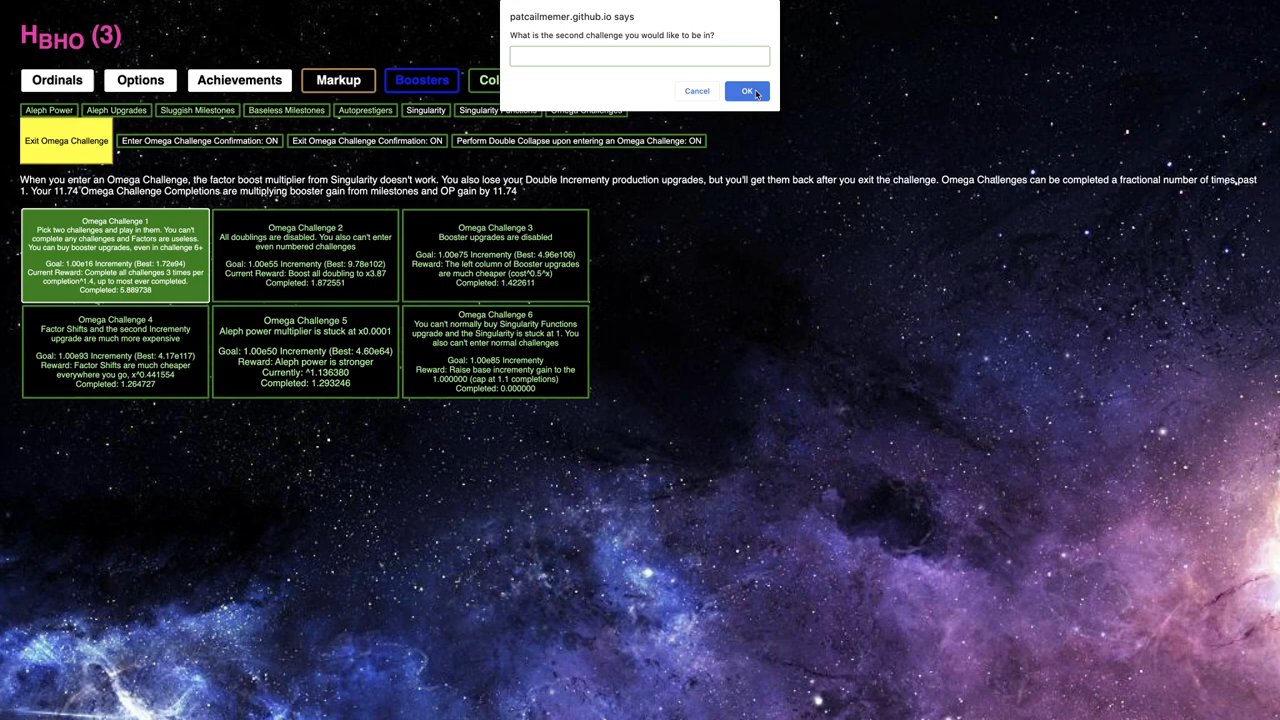 H_BHO (3)
patcailmemer.github.io says
What is the second challenge you would like to be in?
Cancel OK
Ordinals Options Achievements Markup Boosters Col
Aleph Power Aleph Upgrades Sluggish Milestones Baseless Milestones Autoprestigers Singularity Singularity Functions Omega Challenges
Exit Omega Challenge Enter Omega Challenge Confirmation: ON Exit Omega Challenge Confirmation: ON Perform Double Collapse upon entering an Omega Challenge: ON
When you enter an Omega Challenge, the factor boost multiplier from Singularity doesn't work. You also lose your Double Incrementy production upgrades, but you'll get them back after you exit the challenge. Omega Challenges can be completed a fractional number of times past
1. Your 11.74 Omega Challenge Completions are multiplying booster gain from milestones and OP gain by 11.74
Omega Challenge 1
Pick two challenges and play in them. You can't
complete any challenges and Factors are useless.
You can buy booster upgrades, even in challenge 6+
Goal: 1.00e16 Incrementy (Best: 1.72e94)
Current Reward: Complete all challenges 3 times per
completion^1.4, up to most ever completed.
Completed: 5.889738
Omega Challenge 2
All doublings are disabled. You also can't enter
even numbered challenges
Goal: 1.00e55 Incrementy (Best: 9.78e102)
Current Reward: Boost all doubling to x3.87
Completed: 1.872551
Omega Challenge 3
Booster upgrades are disabled
Goal: 1.00e75 Incrementy (Best: 4.96e106)
Reward: The left column of Booster upgrades
are much cheaper (cost^0.5^x)
Completed: 1.422611
Omega Challenge 4
Factor Shifts and the second Incrementy
upgrade are much more expensive
Goal: 1.00e93 Incrementy (Best: 4.17e117)
Reward: Factor Shifts are much cheaper
everywhere you go, x^0.441554
Completed: 1.264727
Omega Challenge 5
Aleph power multiplier is stuck at x0.0001
Goal: 1.00e50 Incrementy (Best: 4.60e64)
Reward: Aleph power is stronger
Currently: ^1.136380
Completed: 1.293246
Omega Challenge 6
You can't normally buy Singularity Functions
upgrade and the Singularity is stuck at 1. You
also can't enter normal challenges
Goal: 1.00e85 Incrementy
Reward: Raise base incrementy gain to the
1.000000 (cap at 1.1 completions)
Completed: 0.000000